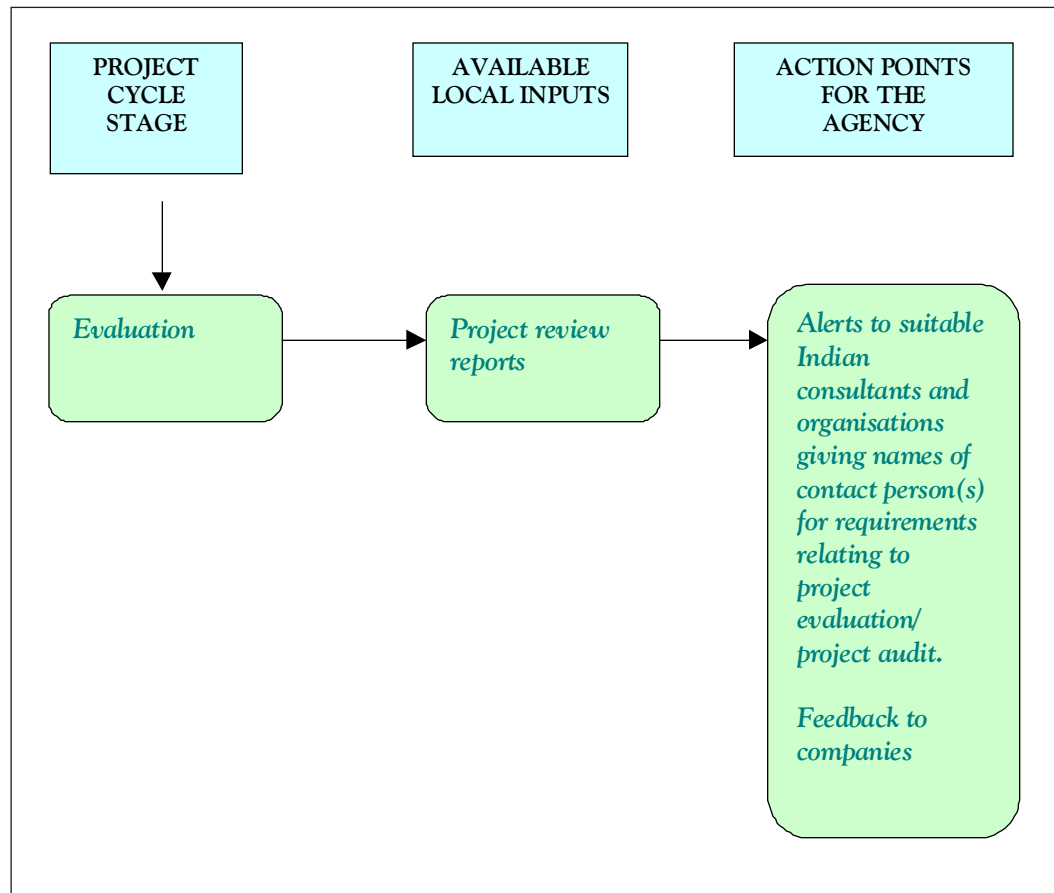 PROJECT
CYCLE
STAGE
AVAILABLE
LOCAL INPUTS
ACTION POINTS
FOR THE
AGENCY
Evaluation
Project review
reports
Alerts to suitable
Indian
consultants and
organisations
giving names of
contact person(s)
for requirements
relating to
project
evaluation/
project audit.
Feedback to
companies